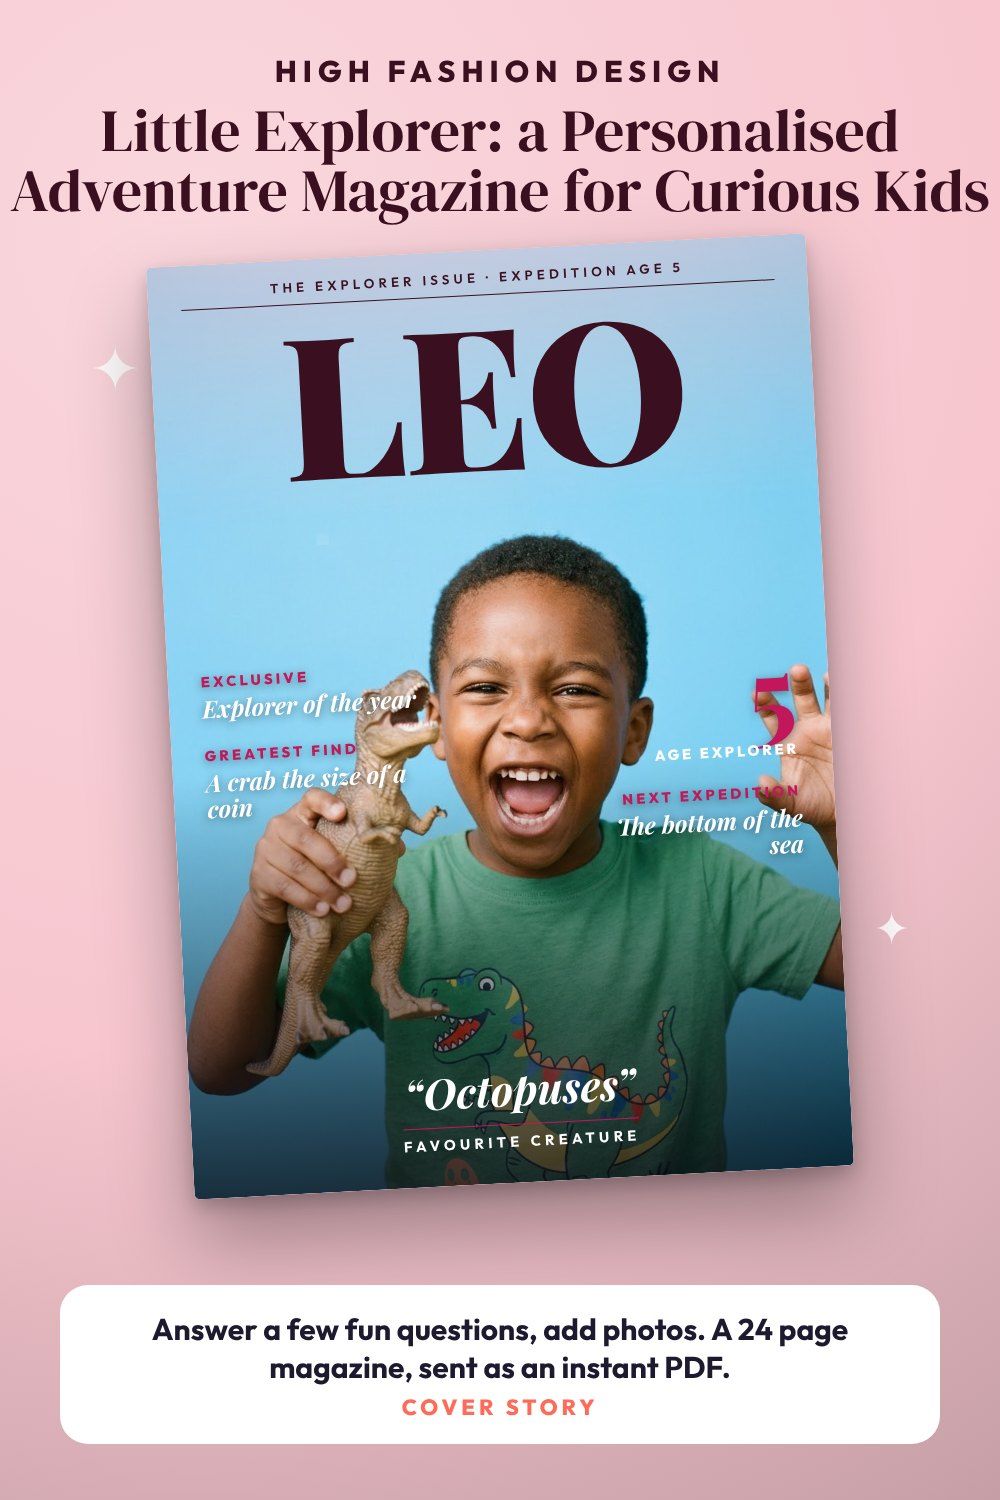 HIGH FASHION DESIGN
Little Explorer: a Personalised
Adventure Magazine for Curious Kids
THE EXPLORER ISSUE · EXPEDITION AGE 5
LEO
EXCLUSIVE
Explorer of the year
GREATEST FIND
A crab the size of a
coin
5
AGE EXPLORER
NEXT EXPEDITION
The bottom of the
sea
“Octopuses”
FAVOURITE CREATURE
Answer a few fun questions, add photos. A 24 page
magazine, sent as an instant PDF.
COVER STORY